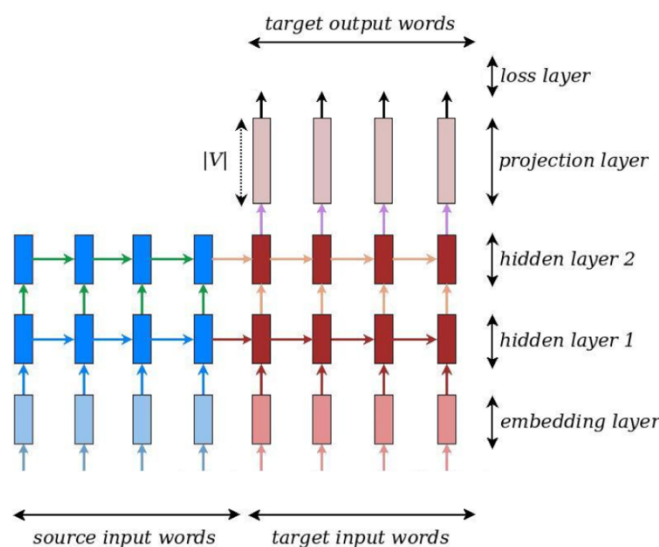 target output words
loss layer
|V|
projection layer
hidden layer 2
hidden layer 1
embedding layer
source input words
target input words